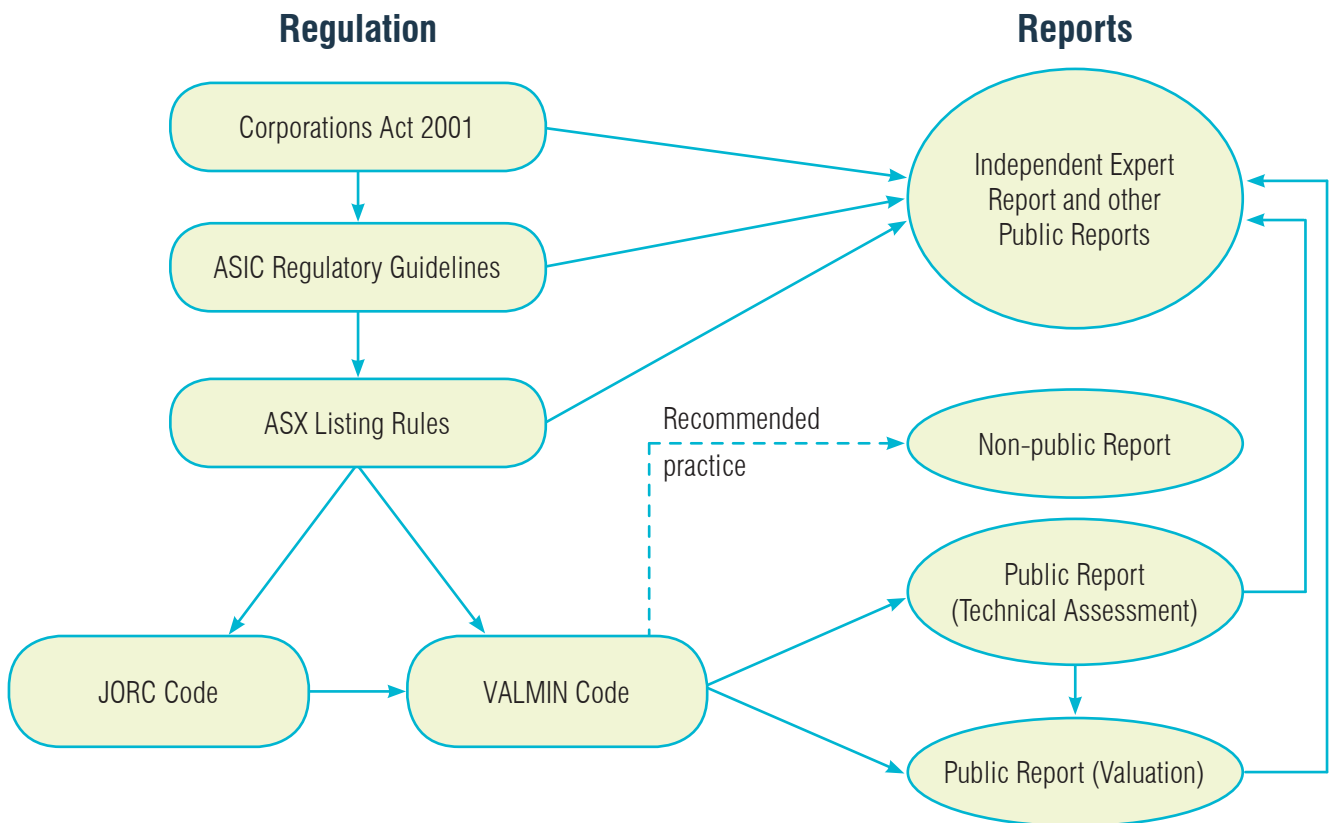 Regulation
Reports
Corporations Act 2001
Independent Expert
Report and other
Public Reports
ASIC Regulatory Guidelines
ASX Listing Rules
Recommended
practice
Non-public Report
Public Report
(Technical Assessment)
JORC Code
VALMIN Code
Public Report (Valuation)